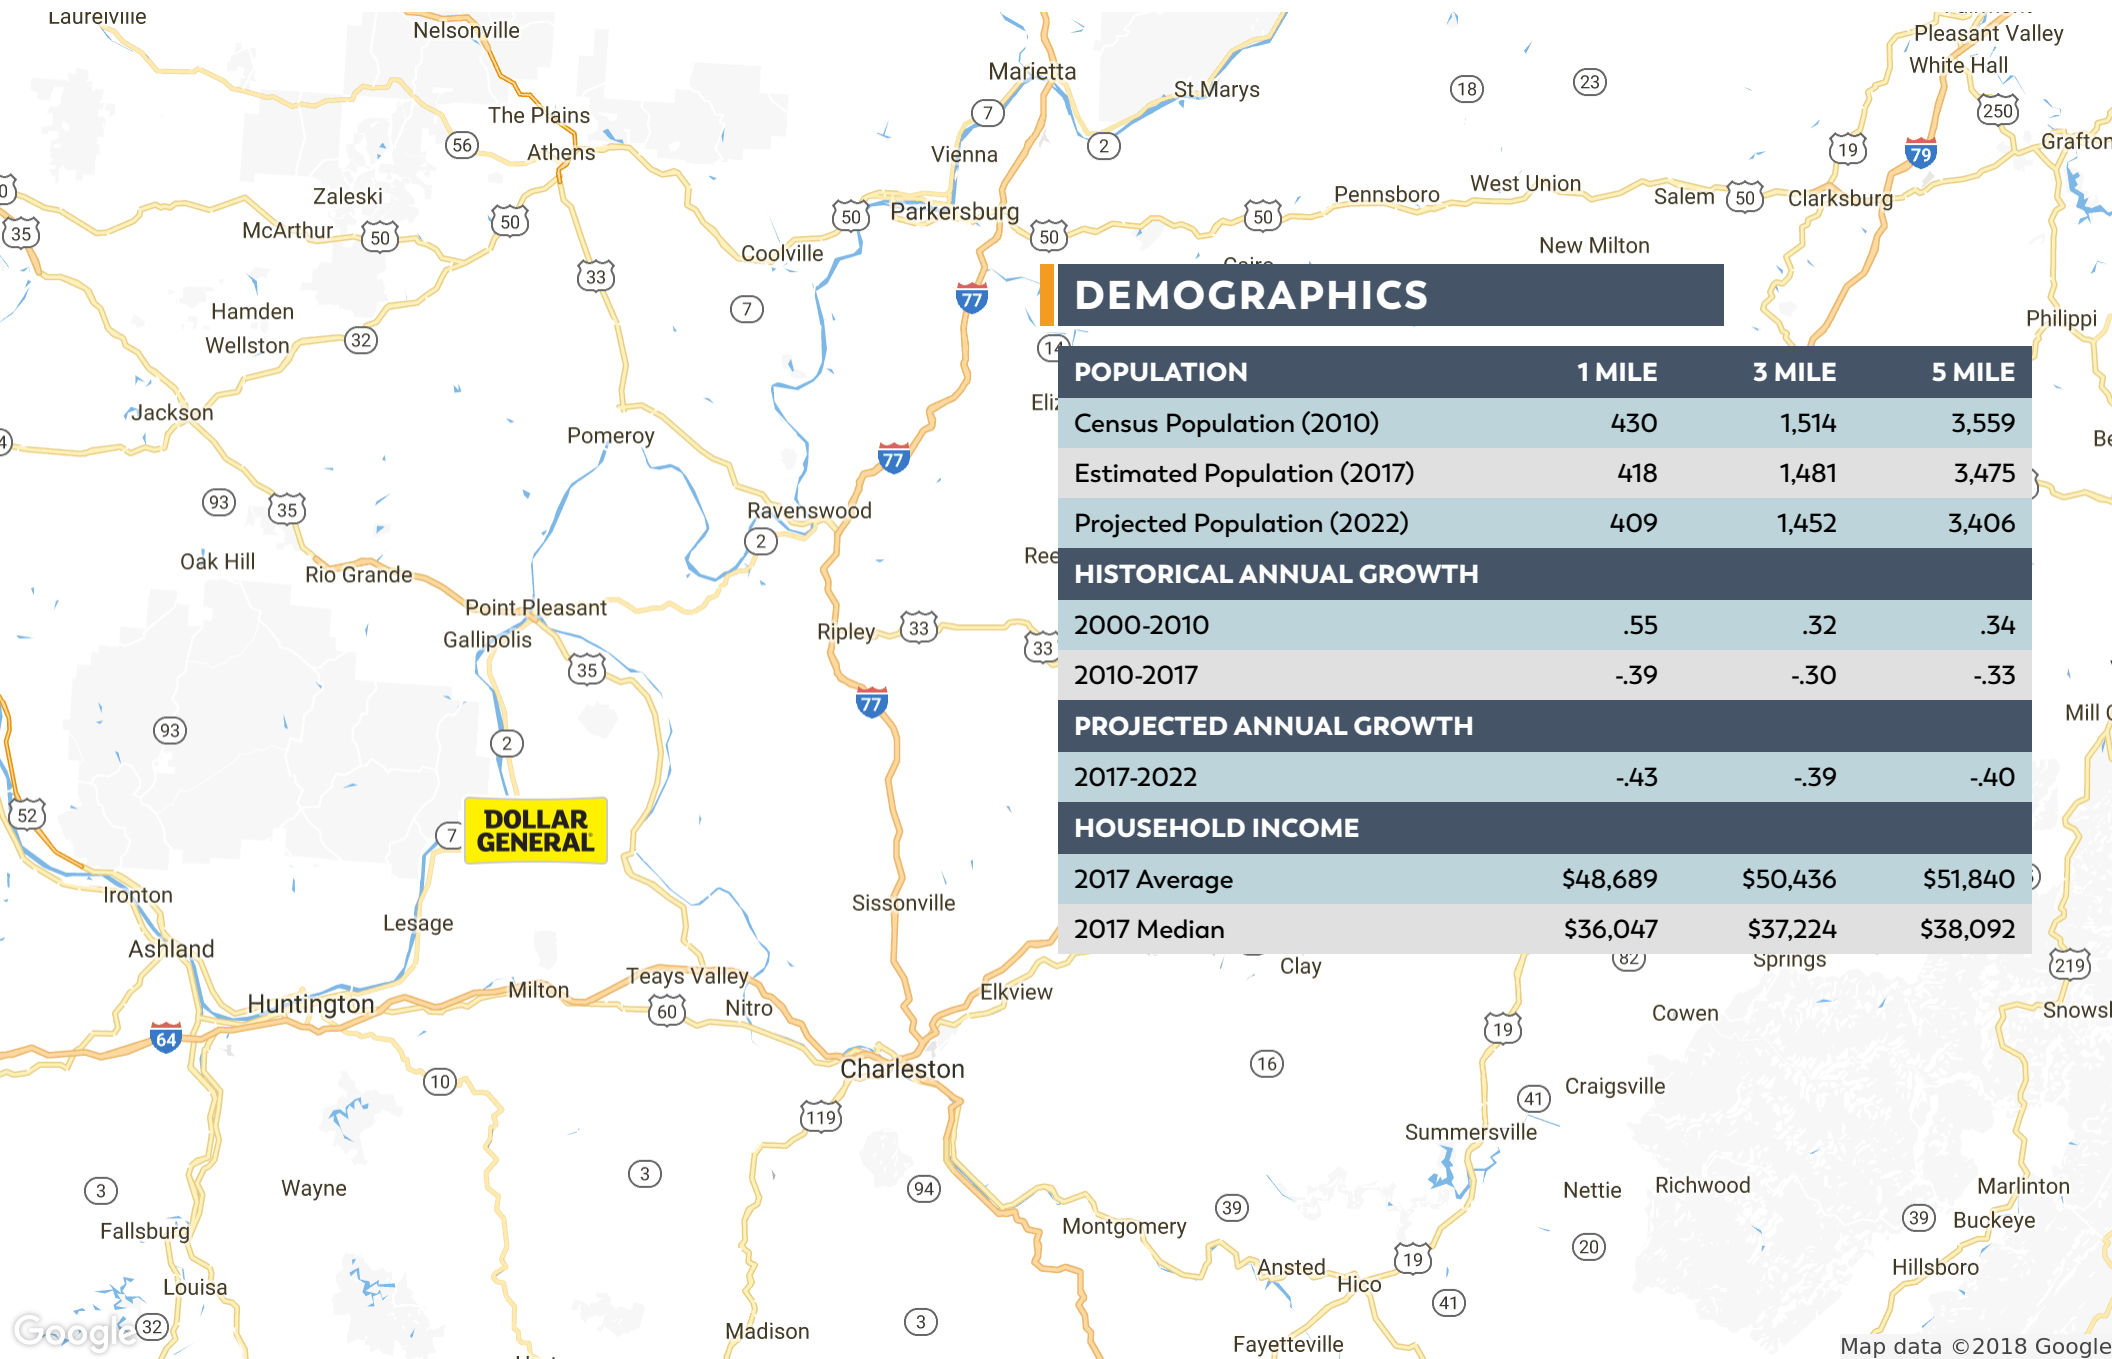 Laurelville
Nelsonville
Marietta
St Marys
18
23
Pleasant Valley
White Hall
250
The Plains
7
56
Athens
Vienna
2
19
79
Grafton
Zaleski
Pennsboro
West Union
Salem
50
Clarksburg
35
McArthur
50
50
50
Parkersburg
50
50
New Milton
Coolville
33
7
77
DEMOGRAPHICS
Hamden
Philippi
Wellston
32
14
POPULATION 1 MILE 3 MILE 5 MILE
Census Population (2010) 430 1,514 3,559
Estimated Population (2017) 418 1,481 3,475
Projected Population (2022) 409 1,452 3,406
HISTORICAL ANNUAL GROWTH
2000-2010 .55 .32 .34
2010-2017 -.39 -.30 -.33
PROJECTED ANNUAL GROWTH
2017-2022 -.43 -.39 -.40
HOUSEHOLD INCOME
2017 Average $48,689 $50,436 $51,840
2017 Median $36,047 $37,224 $38,092
Jackson
Pomeroy
77
93
35
Ravenswood
2
Oak Hill
Rio Grande
Point Pleasant
Gallipolis
Ripley
33
33
35
77
93
2
52
DOLLAR
GENERAL
7
Ironton
Lesage
Sissonville
Ashland
Teays Valley
Milton
Huntington
60
Nitro
Elkview
Clay
82
Springs
219
64
Cowen
Snowsh
19
Charleston
16
10
119
41
Craigsville
Summersville
3
3
94
Wayne
39
Nettie
Richwood
Marlinton
39
Buckeye
Fallsburg
Montgomery
20
19
Ansted
Hico
Hillsboro
Louisa
41
32
Google
Madison
3
Fayetteville
Map data ©2018 Google